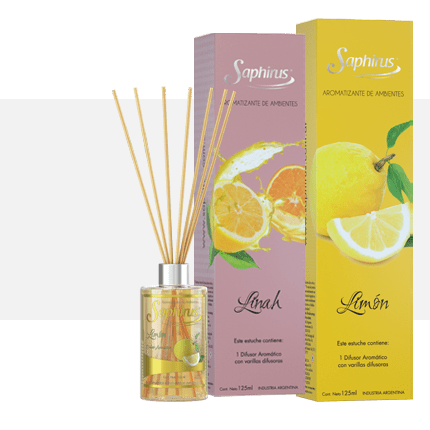 Saphirus
AROMATIZANTE DE AMBIENTES
Linah
Este estuche contiene:
1 Difusor Aromático
con varillas difusoras
Cont. Neto 125ml INDUSTRIA ARGENTINA
Saphirus
AROMATIZANTE DE AMBIENTES
Limón
Este estuche contiene:
1 Difusor Aromático
con varillas difusoras
Cont. Neto 125ml INDUSTRIA ARGENTINA
Saphirus
Limón